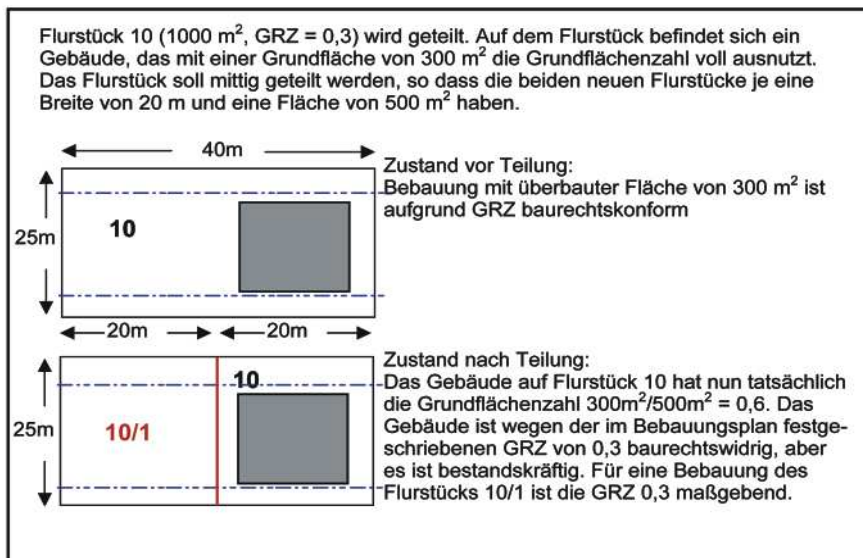 Flurstück 10 (1000 m², GRZ = 0,3) wird geteilt. Auf dem Flurstück befindet sich ein
Gebäude, das mit einer Grundfläche von 300 m² die Grundflächenzahl voll ausnutzt.
Das Flurstück soll mittig geteilt werden, so dass die beiden neuen Flurstücke je eine
Breite von 20 m und eine Fläche von 500 m² haben.
40m
25m
10
Zustand vor Teilung:
Bebauung mit überbauter Fläche von 300 m² ist
aufgrund GRZ baurechtskonform
20m
20m
25m
10/1
10
Zustand nach Teilung:
Das Gebäude auf Flurstück 10 hat nun tatsächlich
die Grundflächenzahl 300m²/500m² = 0,6. Das
Gebäude ist wegen der im Bebauungsplan festge-
schriebenen GRZ von 0,3 baurechtswidrig, aber
es ist bestandskräftig. Für eine Bebauung des
Flurstücks 10/1 ist die GRZ 0,3 maßgebend.